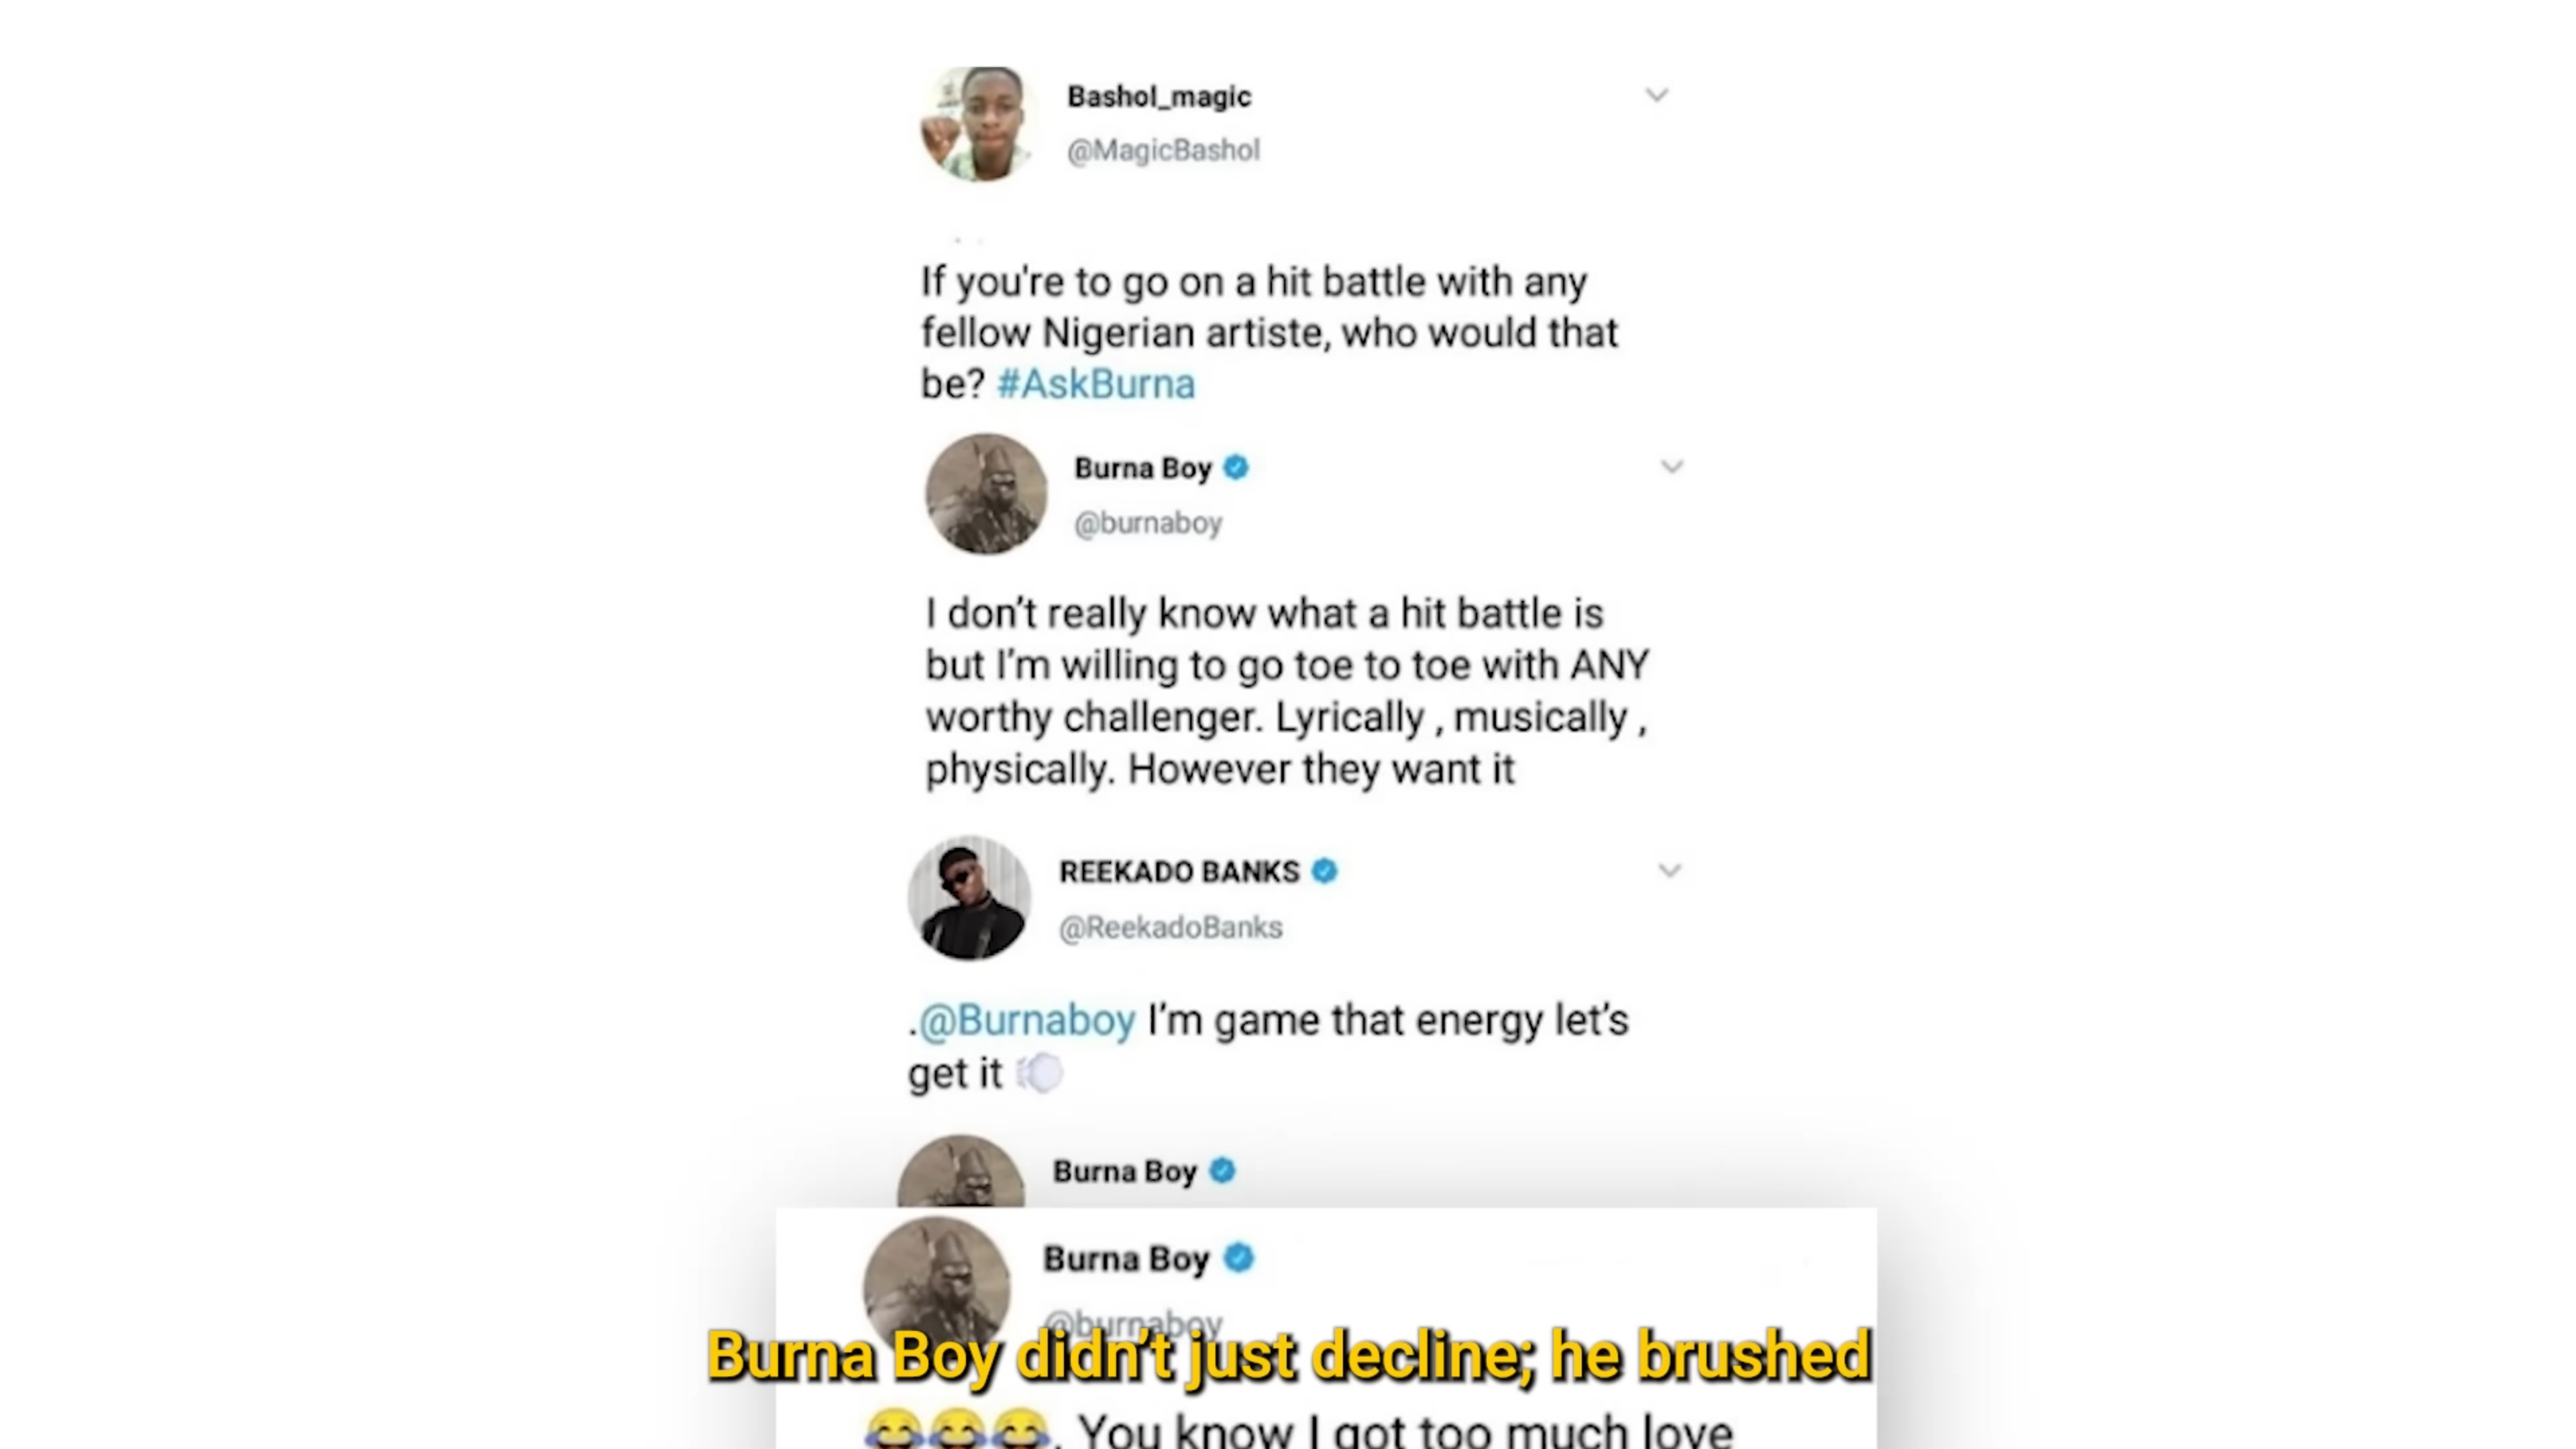 Bashol_magic
@MagicBashol
If you're to go on a hit battle with any
fellow Nigerian artiste, who would that
be? #AskBurna
Burna Boy
@burnaboy
I don’t really know what a hit battle is
but I’m willing to go toe to toe with ANY
worthy challenger. Lyrically , musically ,
physically. However they want it
REEKADO BANKS
@ReekadoBanks
.@Burnaboy I’m game that energy let’s
get it 💨
Burna Boy
Burna Boy
@burnaboy
Burna Boy didn’t just decline; he brushed
😂😂😂. You know I got too much love